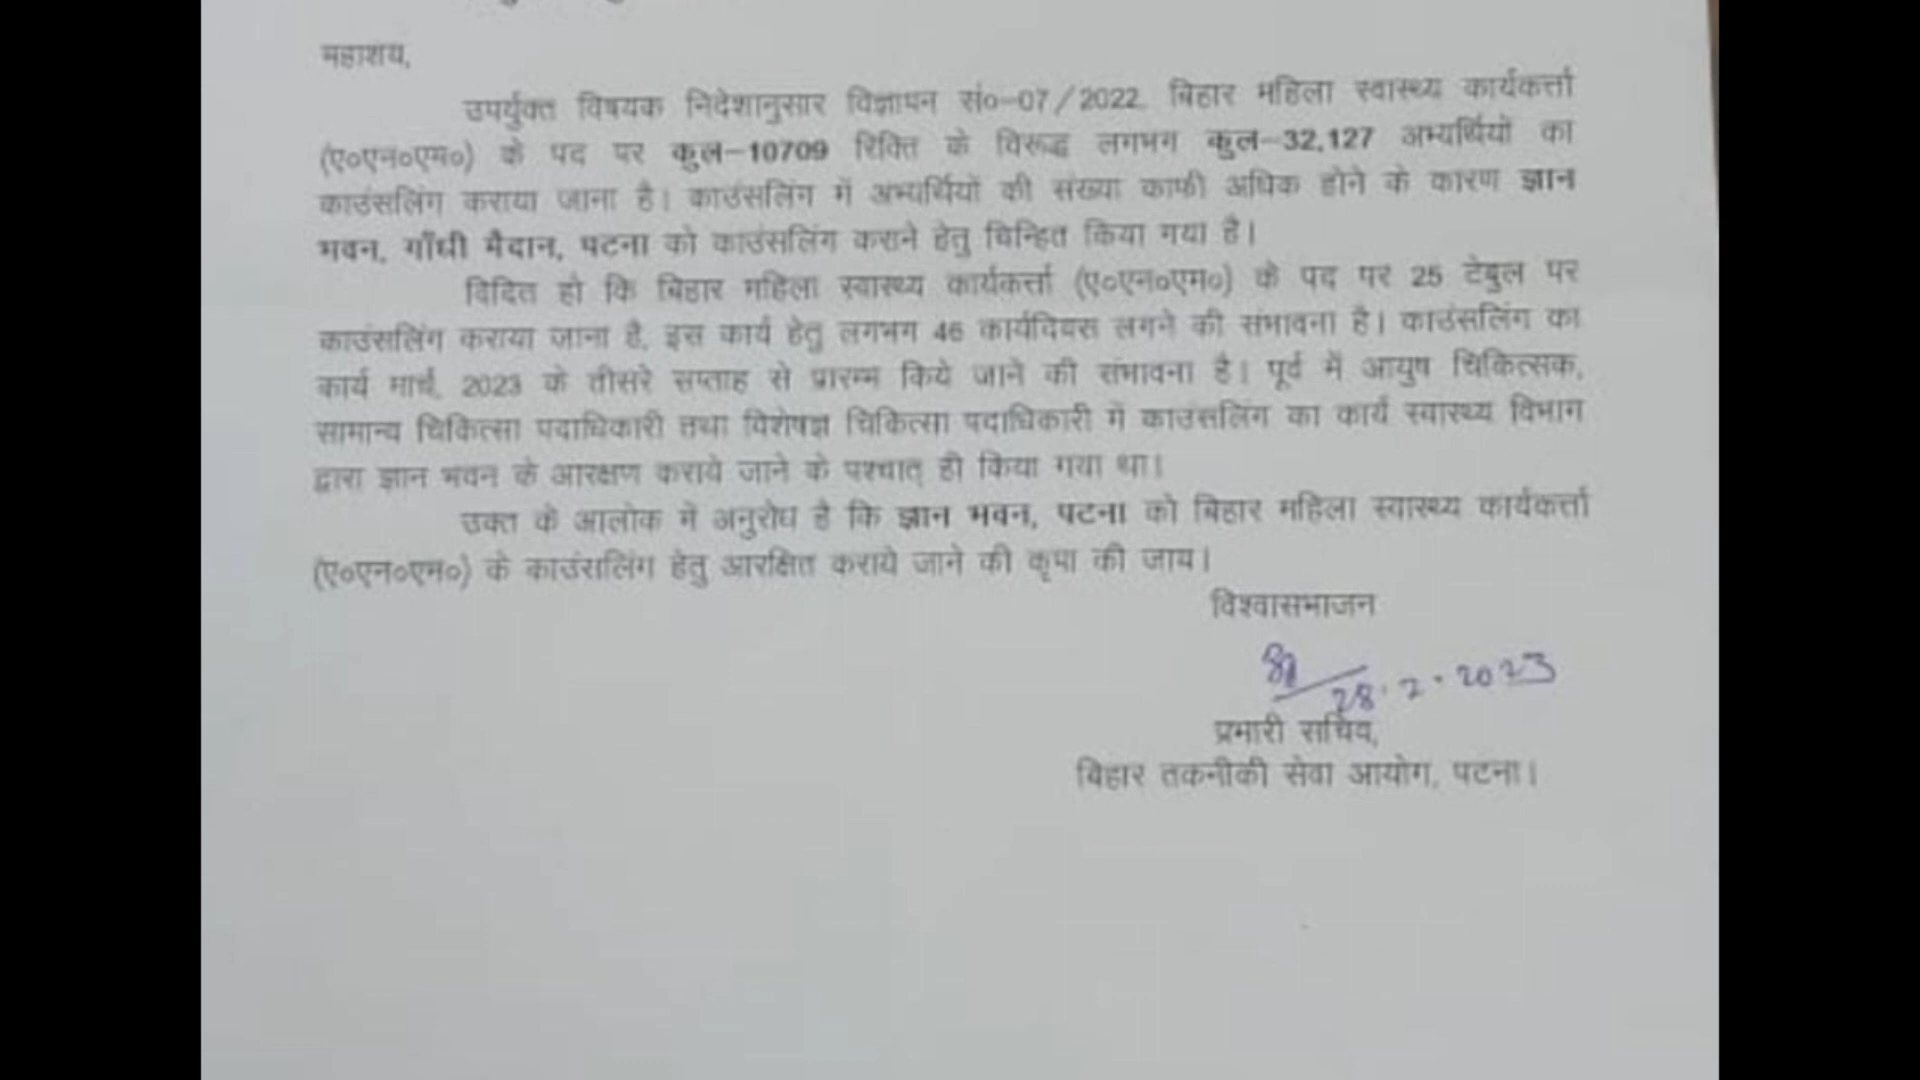 महाशय,
उपर्युक्त विषयक निदेशानुसार विज्ञापन सं०-07/2022, बिहार महिला स्वास्थ्य कार्यकर्त्ता
(ए०एन०एम०) के पद पर कुल-10709 रिक्ति के विरूद्ध लगभग कुल-32,127 अभ्यर्थियों का
काउंसलिंग कराया जाना है। काउंसलिंग में अभ्यर्थियों की संख्या काफी अधिक होने के कारण ज्ञान
भवन, गाँधी मैदान, पटना को काउंसलिंग कराने हेतु चिन्हित किया गया है।
विदित हो कि बिहार महिला स्वास्थ्य कार्यकर्त्ता (ए०एन०एम०) के पद पर 25 टेबुल पर
काउंसलिंग कराया जाना है, इस कार्य हेतु लगभग 46 कार्यदिवस लगने की संभावना है। काउंसलिंग का
कार्य मार्च, 2023 के तीसरे सप्ताह से प्रारम्भ किये जाने की संभावना है। पूर्व में आयुष चिकित्सक,
सामान्य चिकित्सा पदाधिकारी तथा विशेषज्ञ चिकित्सा पदाधिकारी में काउंसलिंग का कार्य स्वास्थ्य विभाग
द्वारा ज्ञान भवन के आरक्षण कराये जाने के पश्चात् ही किया गया था।
उक्त के आलोक में अनुरोध है कि ज्ञान भवन, पटना को बिहार महिला स्वास्थ्य कार्यकर्त्ता
(ए०एन०एम०) के काउंसलिंग हेतु आरक्षित कराये जाने की कृपा की जाय।
विश्वासभाजन
28.2.2023
प्रभारी सचिव,
बिहार तकनीकी सेवा आयोग, पटना।